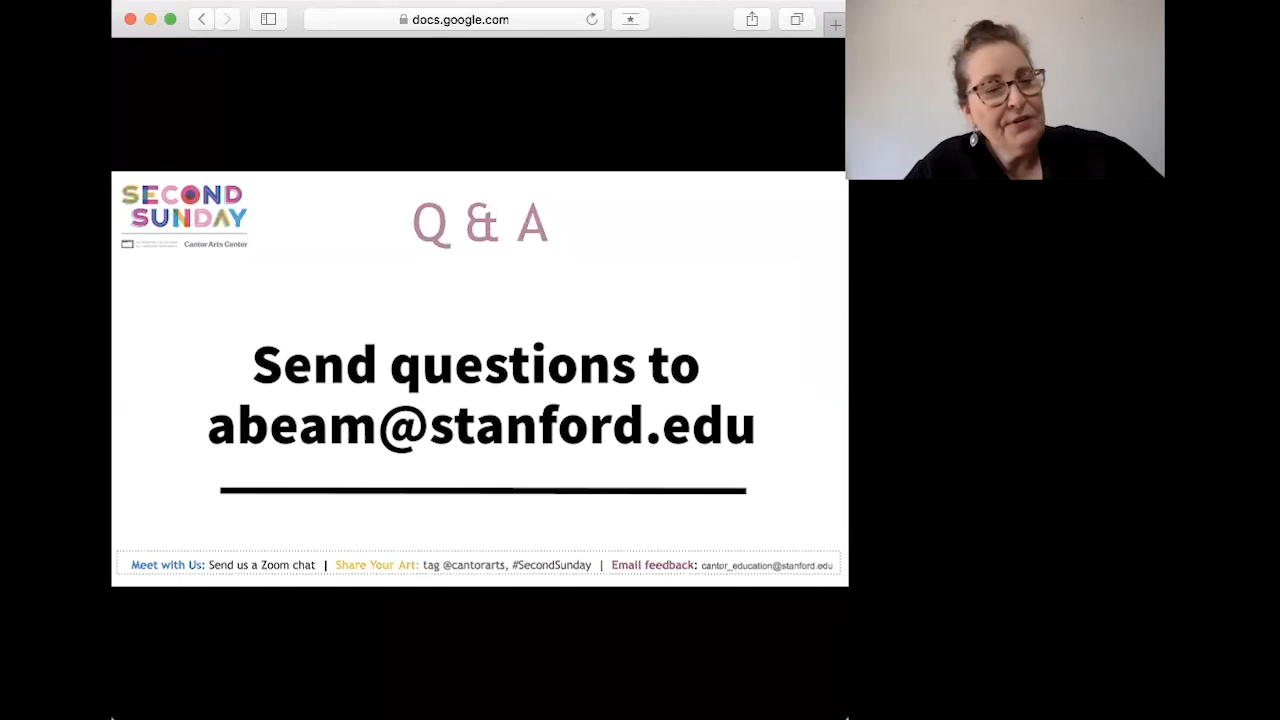 docs.google.com
SECOND
SUNDAY
Cantor Arts Center
Q & A
Send questions to
abeam@stanford.edu
Meet with Us: Send us a Zoom chat | Share Your Art: tag @cantorarts, #SecondSunday | Email feedback: cantor_education@stanford.edu